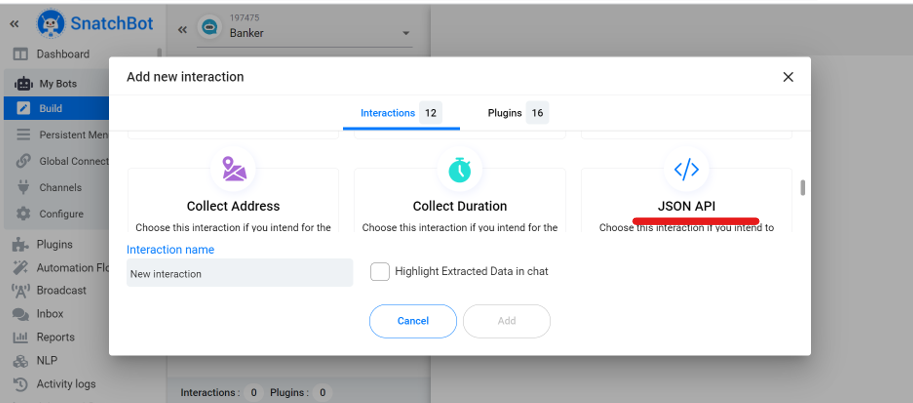 SnatchBot
197475
Banker
Dashboard
My Bots
Build
Persistent Men
Global Connect
Channels
Configure
Plugins
Automation Flo
Broadcast
Inbox
Reports
NLP
Activity logs
Add new interaction
Interactions 12
Plugins 16
Collect Address
Choose this interaction if you intend for the
Collect Duration
Choose this interaction if you intend for the
JSON API
Choose this interaction if you intend to
Interaction name
New interaction
Highlight Extracted Data in chat
Cancel
Add
Interactions : 0 Plugins : 0